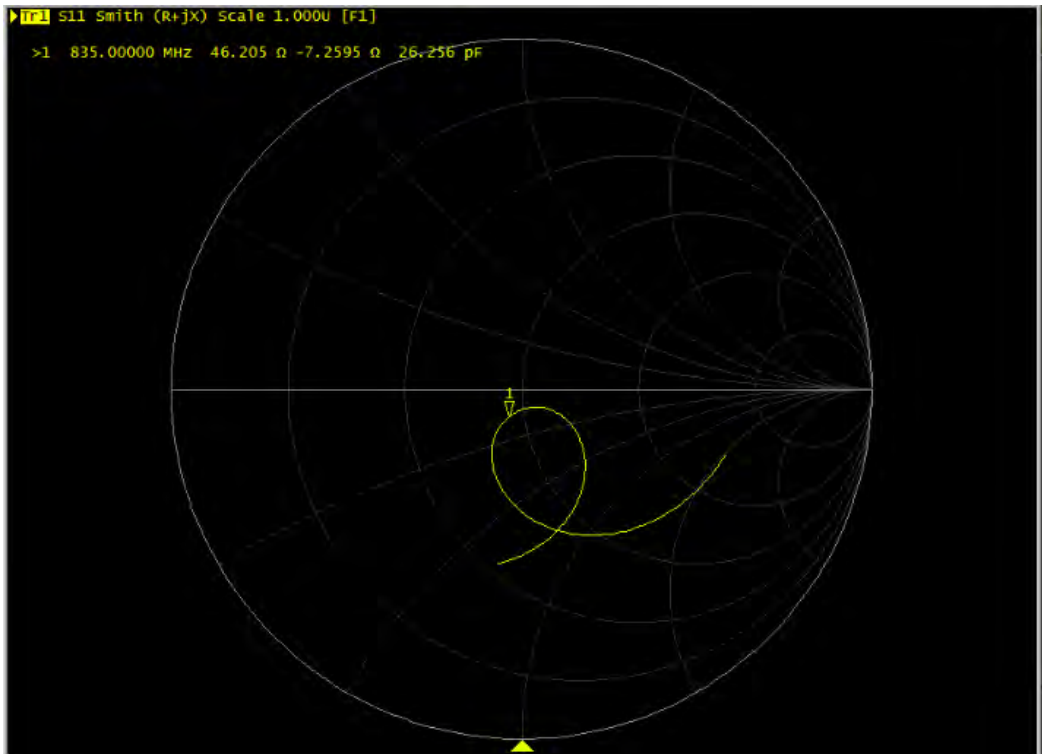 Tr1 S11 Smith (R+jX) Scale 1.000U [F1]
>1 835.00000 MHz 46.205 Ω -7.2595 Ω 26.256 pF
1